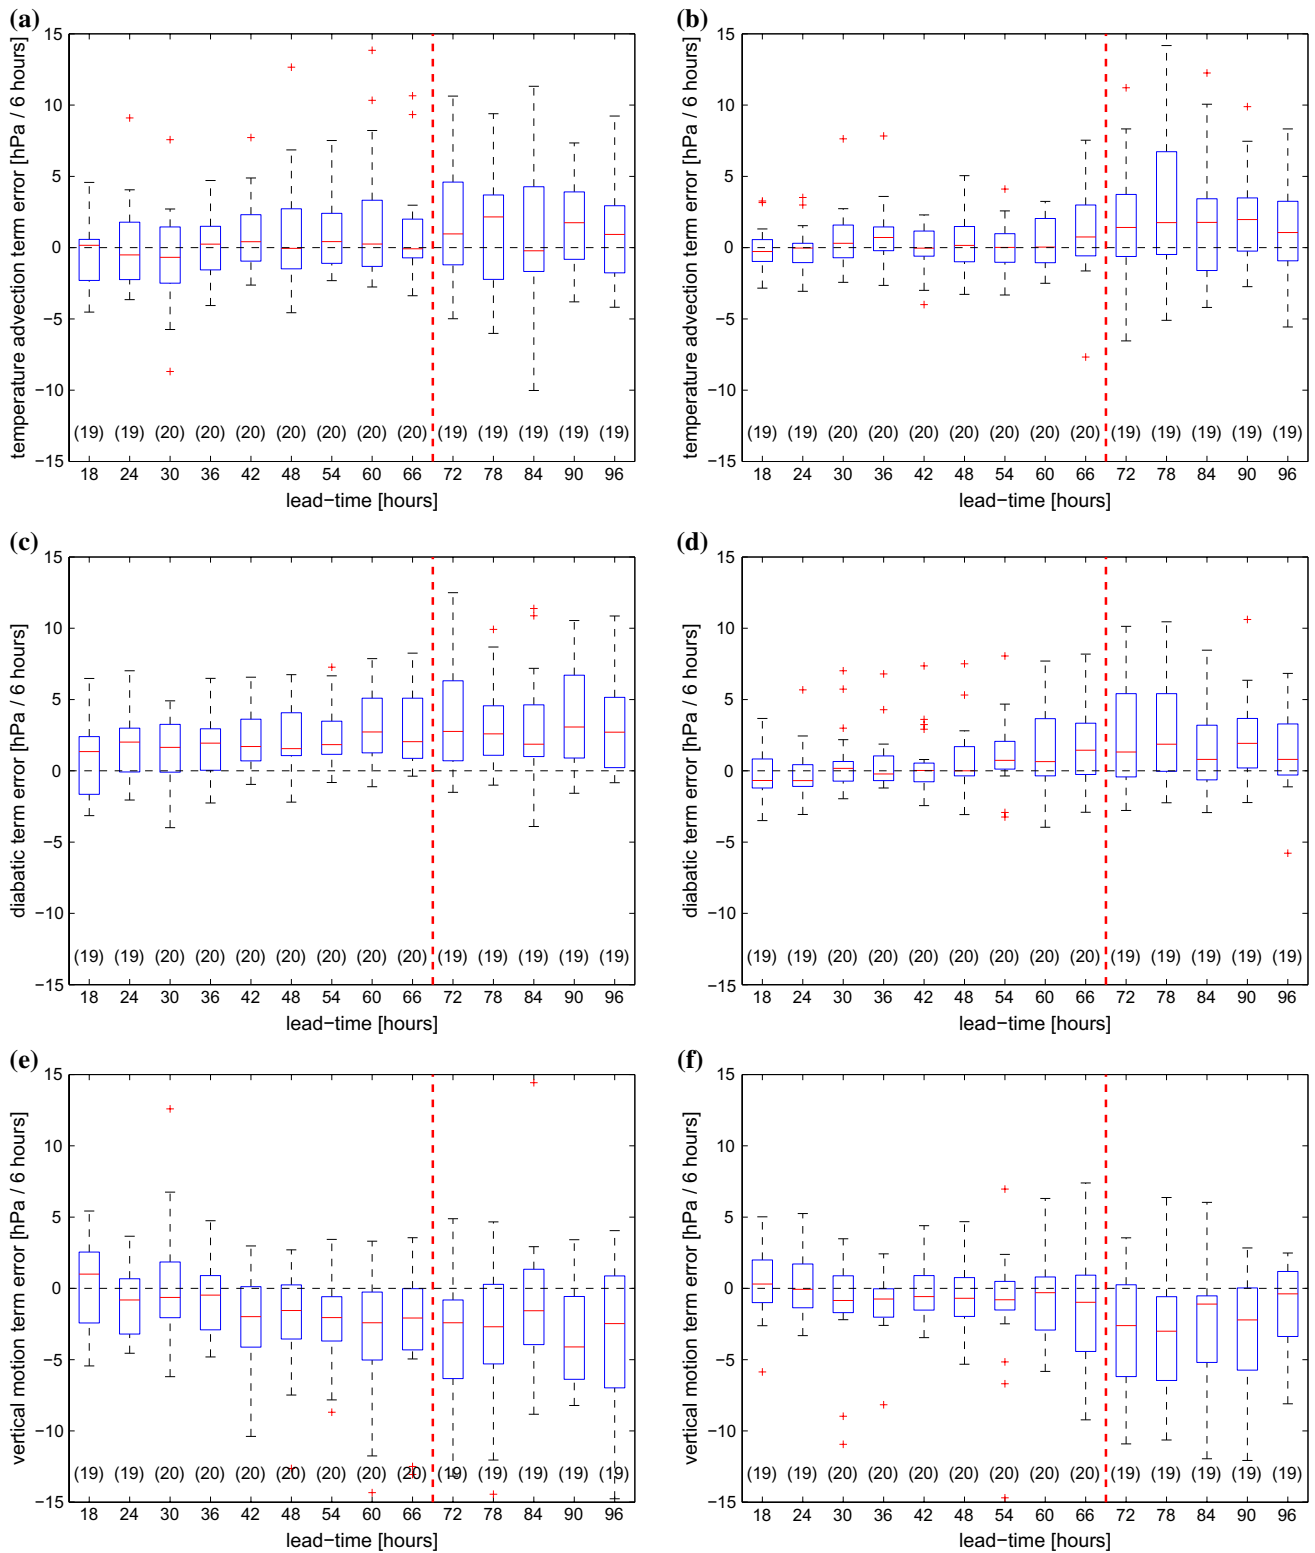 (a)
temperature advection term error [hPa / 6 hours]
15
10
5
0
−5
−10
−15
(19) (19) (20) (20) (20) (20) (20) (20) (20) (19) (19) (19) (19) (19)
18 24 30 36 42 48 54 60 66 72 78 84 90 96
lead−time [hours]
(b)
temperature advection term error [hPa / 6 hours]
15
10
5
0
−5
−10
−15
(19) (19) (20) (20) (20) (20) (20) (20) (20) (19) (19) (19) (19) (19)
18 24 30 36 42 48 54 60 66 72 78 84 90 96
lead−time [hours]
(c)
diabatic term error [hPa / 6 hours]
15
10
5
0
−5
−10
−15
(19) (19) (20) (20) (20) (20) (20) (20) (20) (19) (19) (19) (19) (19)
18 24 30 36 42 48 54 60 66 72 78 84 90 96
lead−time [hours]
(d)
diabatic term error [hPa / 6 hours]
15
10
5
0
−5
−10
−15
(19) (19) (20) (20) (20) (20) (20) (20) (20) (19) (19) (19) (19) (19)
18 24 30 36 42 48 54 60 66 72 78 84 90 96
lead−time [hours]
(e)
vertical motion term error [hPa / 6 hours]
15
10
5
0
−5
−10
−15
(19) (19) (20) (20) (20) (20) (20) (20) (20) (19) (19) (19) (19) (19)
18 24 30 36 42 48 54 60 66 72 78 84 90 96
lead−time [hours]
(f)
vertical motion term error [hPa / 6 hours]
15
10
5
0
−5
−10
−15
(19) (19) (20) (20) (20) (20) (20) (20) (20) (19) (19) (19) (19) (19)
18 24 30 36 42 48 54 60 66 72 78 84 90 96
lead−time [hours]